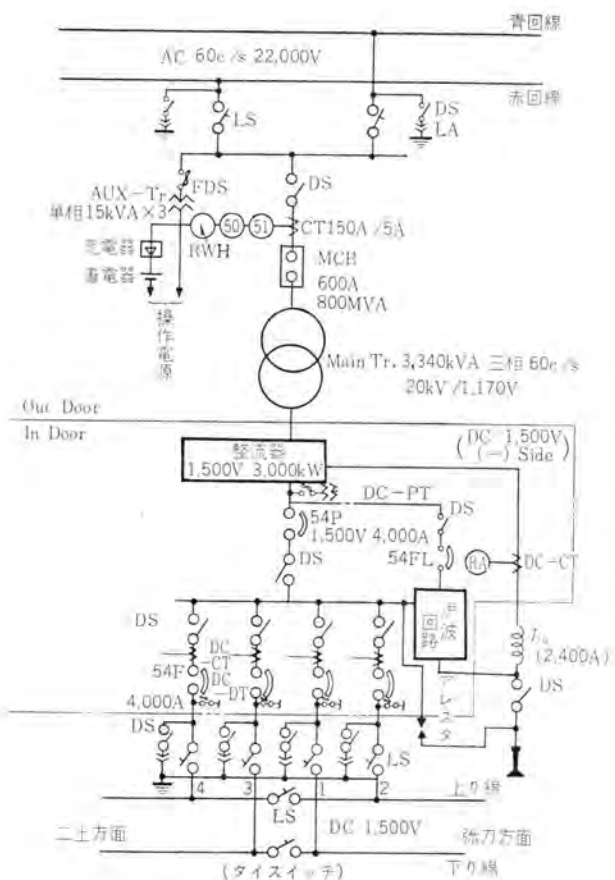 青回線
AC 60c/s 22,000V
赤回線
LS
DS
LA
FDS
DS
AUX-Tr
単相15kVA×3
50
51
CT150A/5A
RWH
充電器
蓄電器
操作電源
MCB
600A
800MVA
Main Tr. 3,340kVA 三相 60c/s
20kV/1,170V
Out Door
In Door
(DC 1,500V
(-) Side)
整流器
1,500V 3,000kW
DC-PT
54P
1,500V 4,000A
DS
54FL
RA
DC-CT
DS
濾波
回路
(2,400A)
DS
DS
DC
-CT
54F
DC
-DT
4,000A
アレスタ
DS
LS
4
3
1
2
上り線
LS
DC 1,500V
二上方面
弥刀方面
(タイスイッチ)
下り線